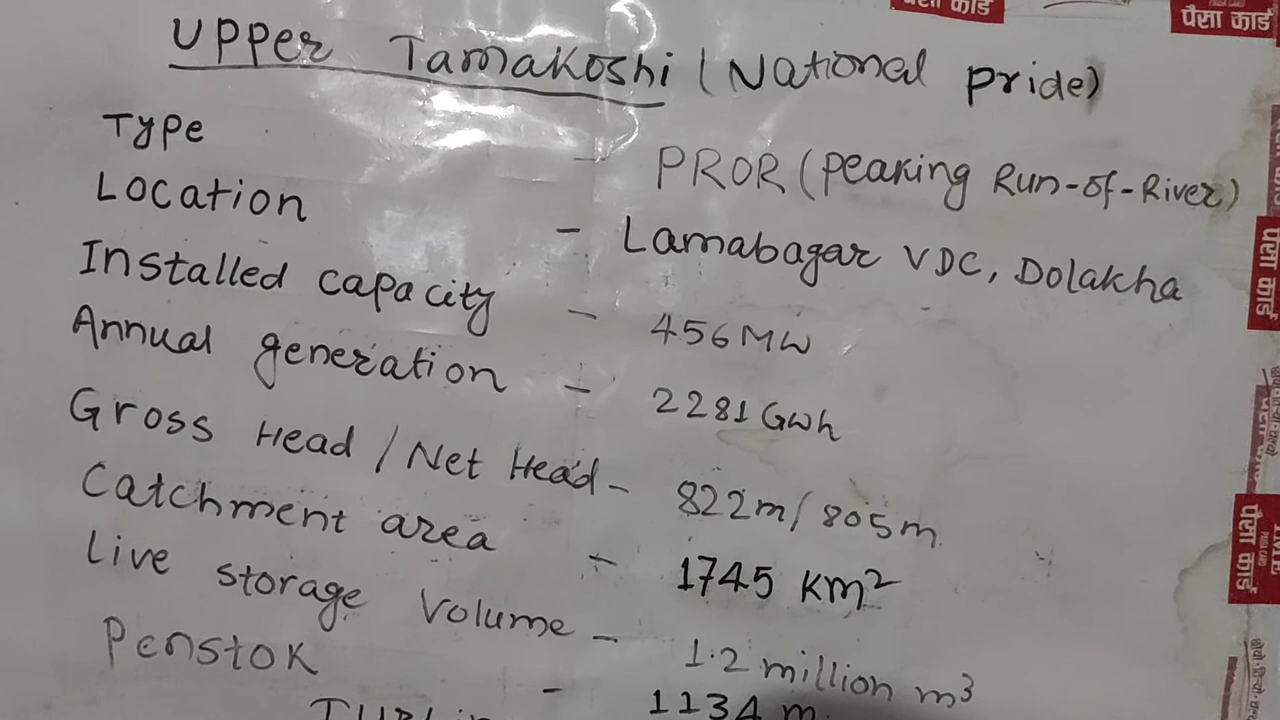 पैसा कार्ड
UPPer Tamakoshi (National pride)
Type - PROR (Peaking Run-of-River)
Location - Lamabagar VDC, Dolakha
Installed capacity - 456MW
Annual generation - 2281 Gwh
Gross Head / Net Head - 822m / 805m
Catchment area - 1745 Km²
Live storage Volume - 1.2 million m³
Penstok - 1134 m
पैसा कार्ड
पैसा कार्ड